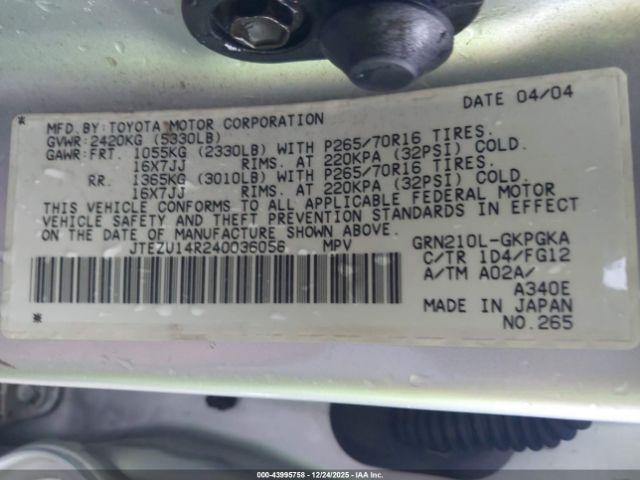 * DATE 04/04
MFD.BY:TOYOTA MOTOR CORPORATION
GVWR:2420KG (5330LB)
GAWR:FRT. 1055KG (2330LB) WITH P265/70R16 TIRES.
16X7JJ RIMS. AT 220KPA (32PSI) COLD.
RR. 1365KG (3010LB) WITH P265/70R16 TIRES.
16X7JJ RIMS. AT 220KPA (32PSI) COLD.
THIS VEHICLE CONFORMS TO ALL APPLICABLE FEDERAL MOTOR
VEHICLE SAFETY AND THEFT PREVENTION STANDARDS IN EFFECT
ON THE DATE OF MANUFACTURE SHOWN ABOVE.
JTEZU14R240036056 MPV GRN210L-GKPGKA
C/TR 1D4/FG12
A/TM A02A/
A340E
MADE IN JAPAN
* NO.265
000-43995758 - 12/24/2025 - IAAI.COM